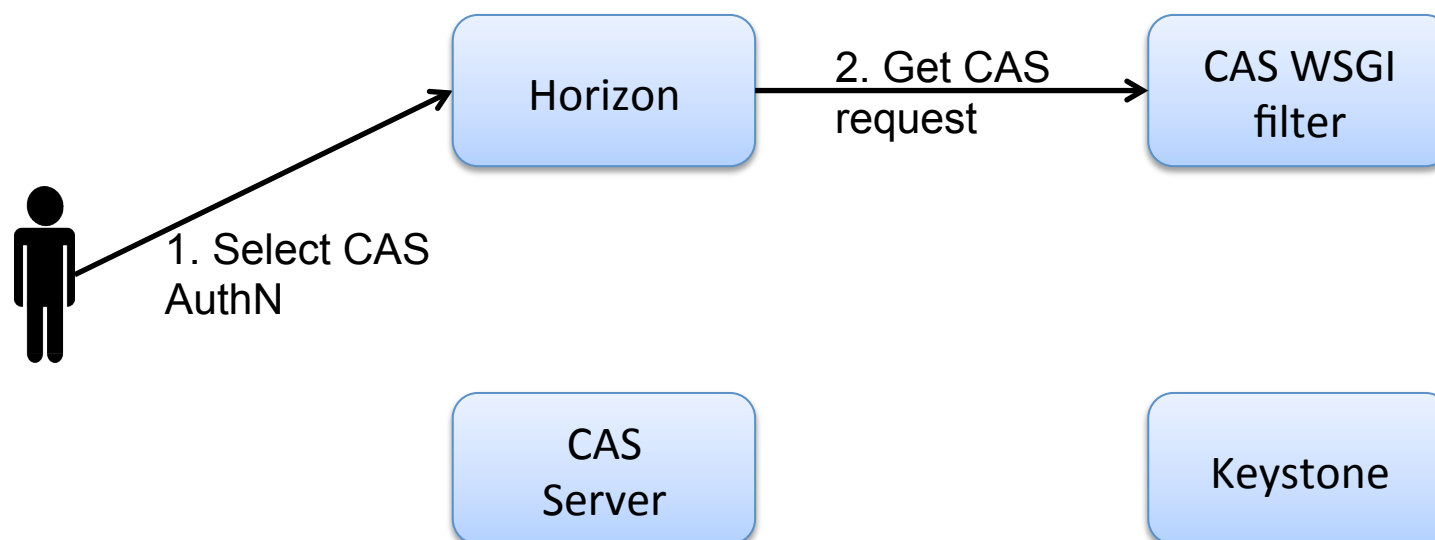 Horizon
2. Get CAS
request
CAS WSGI
filter
1. Select CAS
AuthN
CAS
Server
Keystone